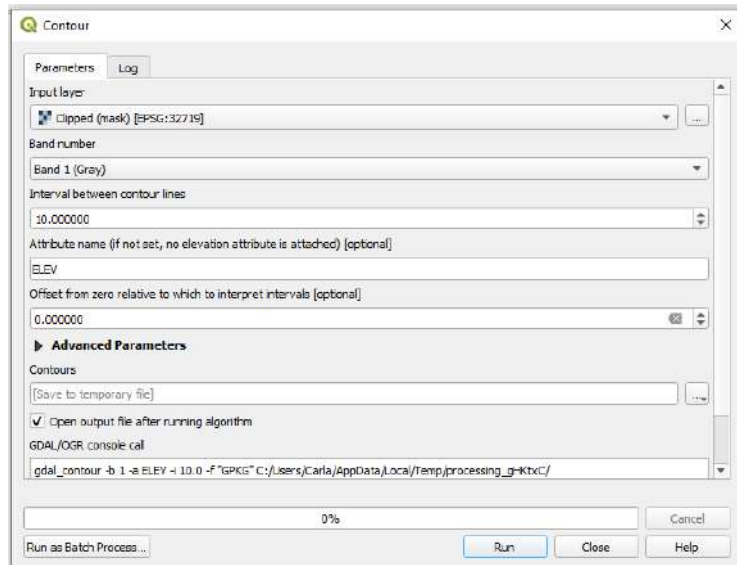 Contour
Parameters Log
Input layer
Clipped (mask) [EPSG:32719]
...
Band number
Band 1 (Gray)
Interval between contour lines
10.000000
Attribute name (if not set, no elevation attribute is attached) [optional]
ELEV
Offset from zero relative to which to interpret intervals [optional]
0.000000
Advanced Parameters
Contours
[Save to temporary file]
...
Open output file after running algorithm
GDAL/OGR console call
gdal_contour -b 1 -a ELEV -i 10.0 -f "GPKG" C:/Users/Carla/AppData/Local/Temp/processing_gHKtxC/
0% Cancel
Run as Batch Process... Run Close Help